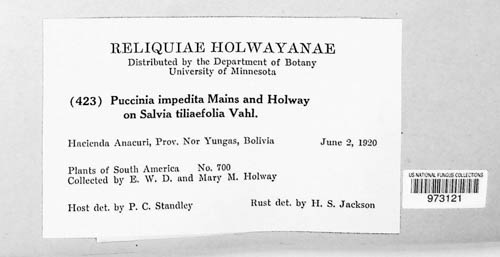 RELIQUIAE HOLWAYANAE
Distributed by the Department of Botany
University of Minnesota
(423) Puccinia impedita Mains and Holway
on Salvia tiliaefolia Vahl.
Hacienda Anacuri, Prov. Nor Yungas, Bolivia June 2, 1920
Plants of South America No. 700
Collected by E. W. D. and Mary M. Holway
Host det. by P. C. Standley Rust det. by H. S. Jackson
US NATIONAL FUNGUS COLLECTIONS
973121